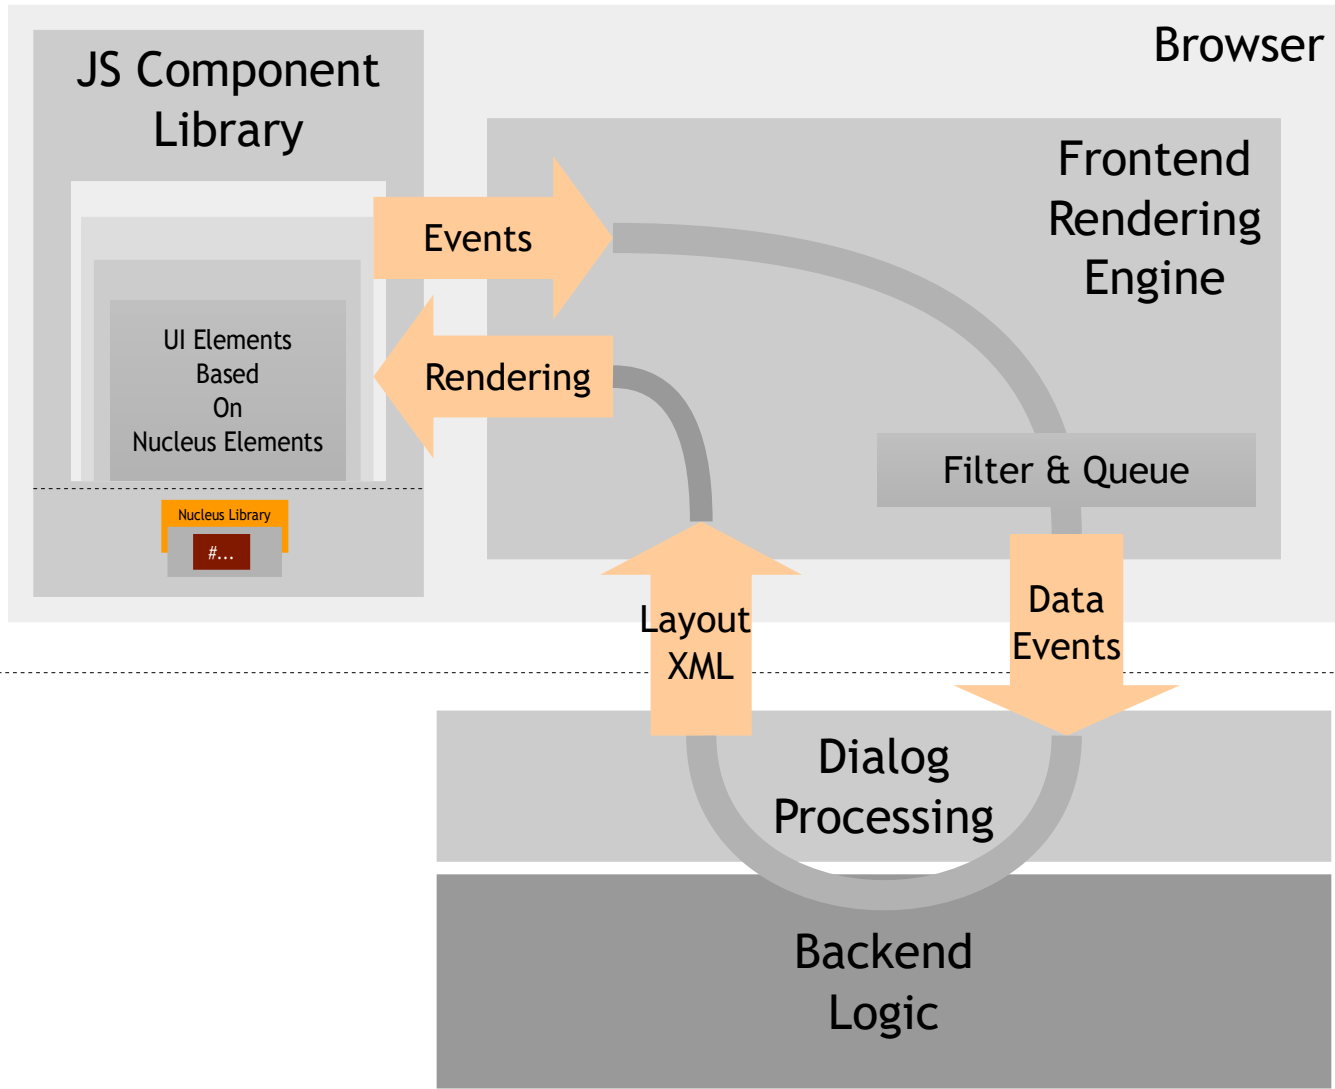 Browser
JS Component
Library
Frontend
Rendering
Engine
Events
Rendering
UI Elements
Based
On
Nucleus Elements
Filter & Queue
Nucleus Library
#...
Layout
XML
Data
Events
Dialog
Processing
Backend
Logic